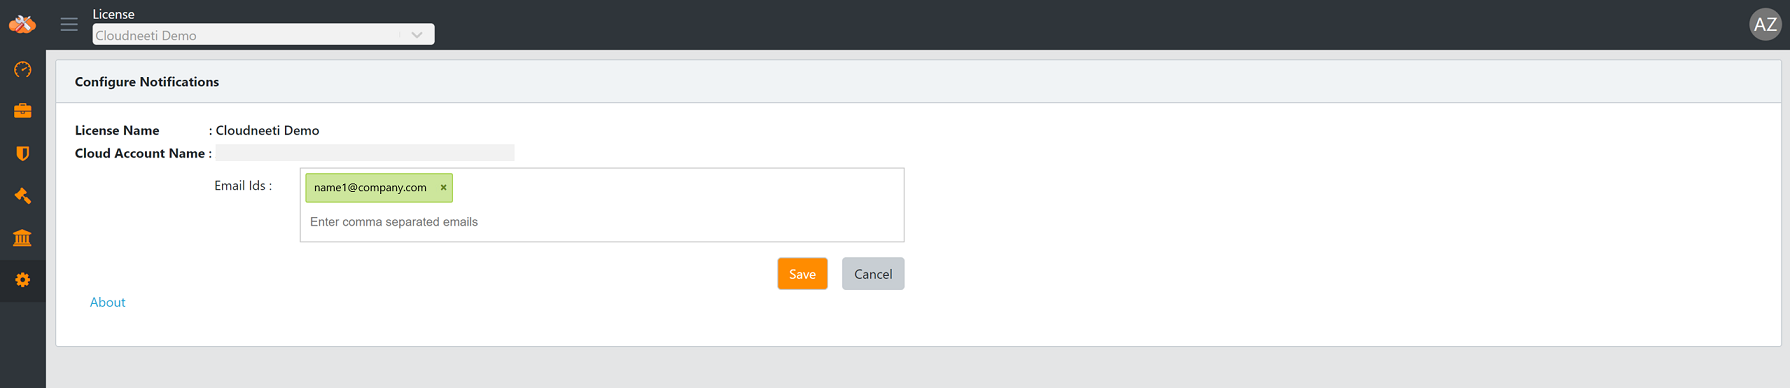 License
Cloudneeti Demo
AZ
Configure Notifications
License Name : Cloudneeti Demo
Cloud Account Name :
Email Ids :
name1@company.com ×
Enter comma separated emails
Save
Cancel
About